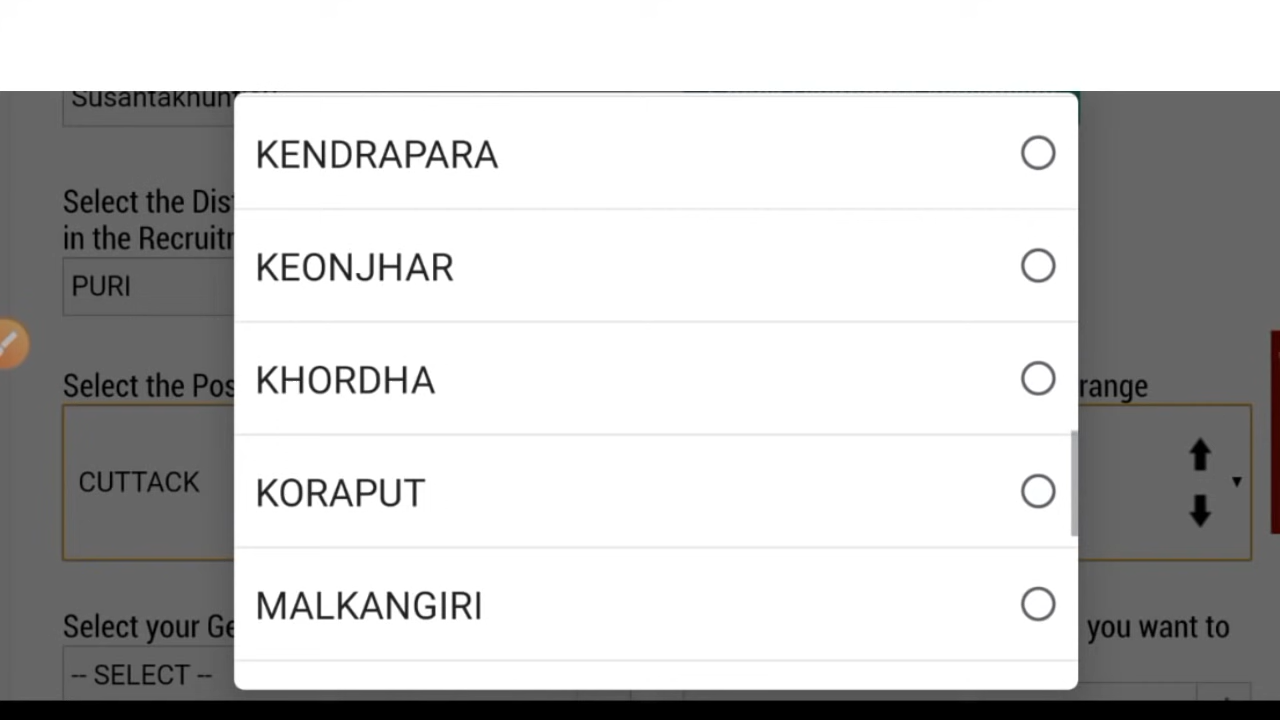 Susantakhun
KENDRAPARA
Select the Dis
in the Recruit
KEONJHAR
PURI
KHORDHA
Select the Pos
range
CUTTACK
KORAPUT
MALKANGIRI
Select your Ge
you want to
-- SELECT --